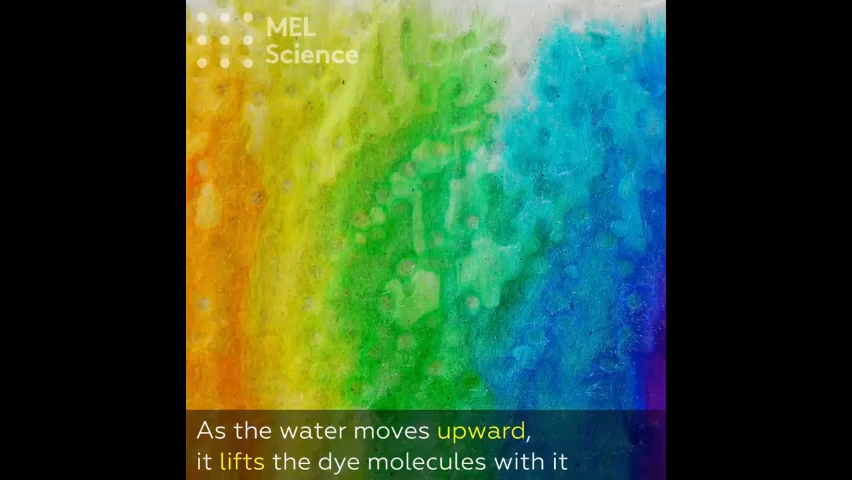 MEL
Science
As the water moves upward,
it lifts the dye molecules with it